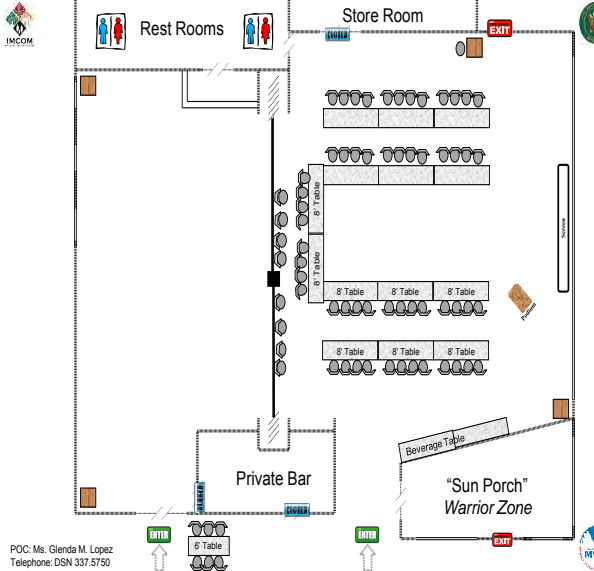 IMCOM
Rest Rooms
Store Room
CLOSED
EXIT
8' Table
8' Table
Screen
8' Table
8' Table
8' Table
Podium
8' Table
8' Table
8' Table
Beverage Table
Private Bar
"Sun Porch"
Warrior Zone
CLOSED
CLOSED
ENTER
ENTER
EXIT
6' Table
POC: Ms. Glenda M. Lopez
Telephone: DSN 337.5750